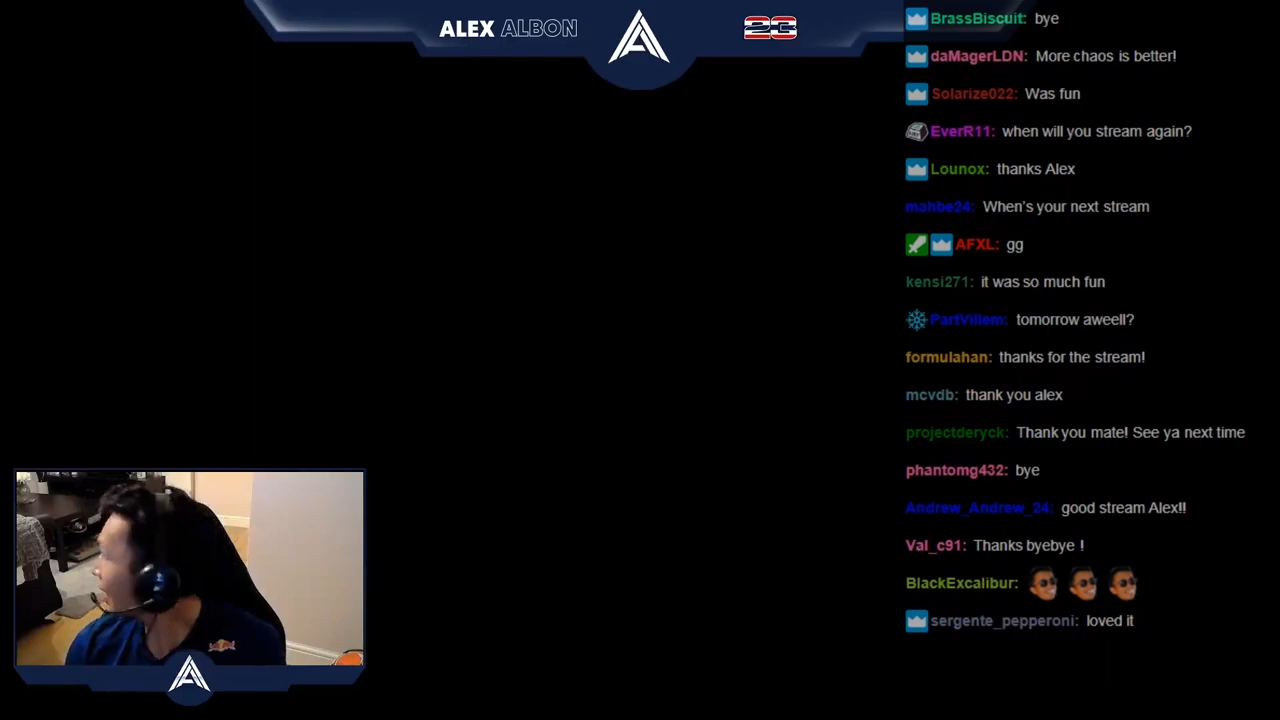 ALEX ALBON
23
BrassBiscuit: bye
daMagerLDN: More chaos is better!
Solarize022: Was fun
EverR11: when will you stream again?
Lounox: thanks Alex
mahbe24: When's your next stream
AFXL: gg
kensi271: it was so much fun
PartVillem: tomorrow aweell?
formulahan: thanks for the stream!
mcvdb: thank you alex
projectderyck: Thank you mate! See ya next time
phantomg432: bye
Andrew_Andrew_24: good stream Alex!!
Val_c91: Thanks byebye !
BlackExcalibur:
sergente_pepperoni: loved it